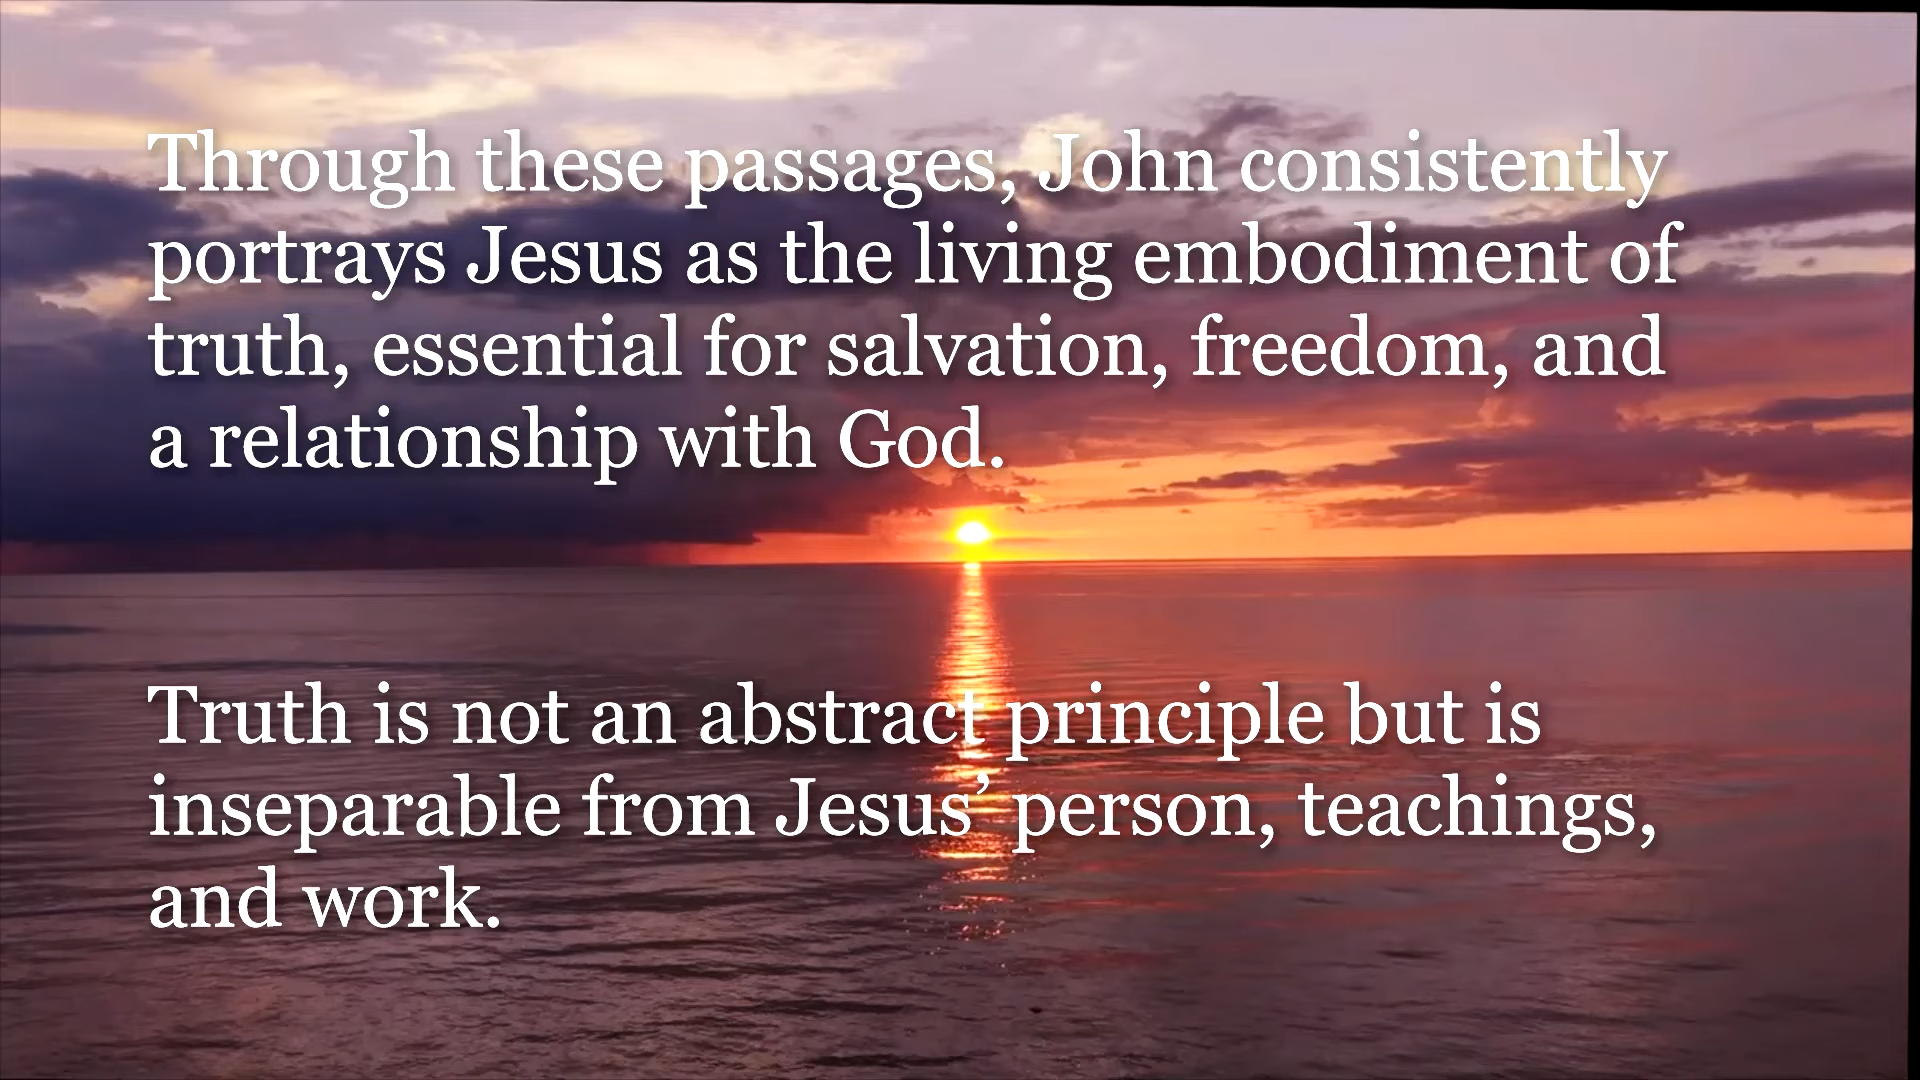 Through these passages, John consistently
portrays Jesus as the living embodiment of
truth, essential for salvation, freedom, and
a relationship with God.
Truth is not an abstract principle but is
inseparable from Jesus’ person, teachings,
and work.